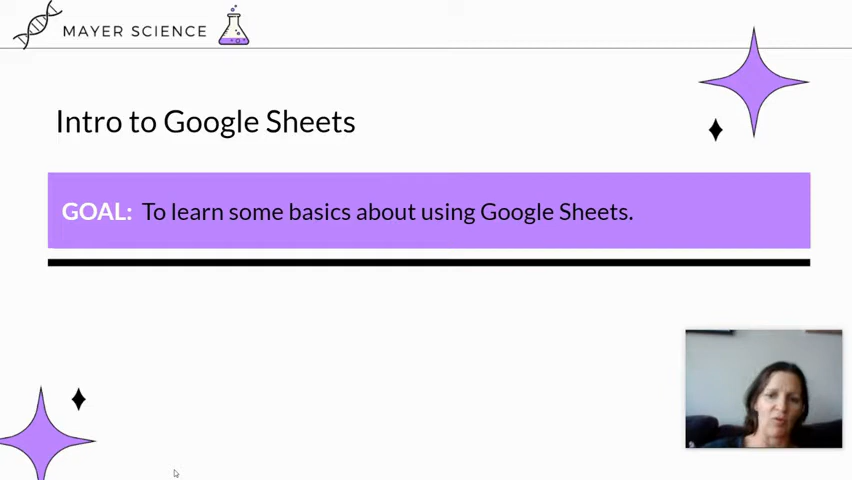 MAYER SCIENCE
Intro to Google Sheets
GOAL: To learn some basics about using Google Sheets.